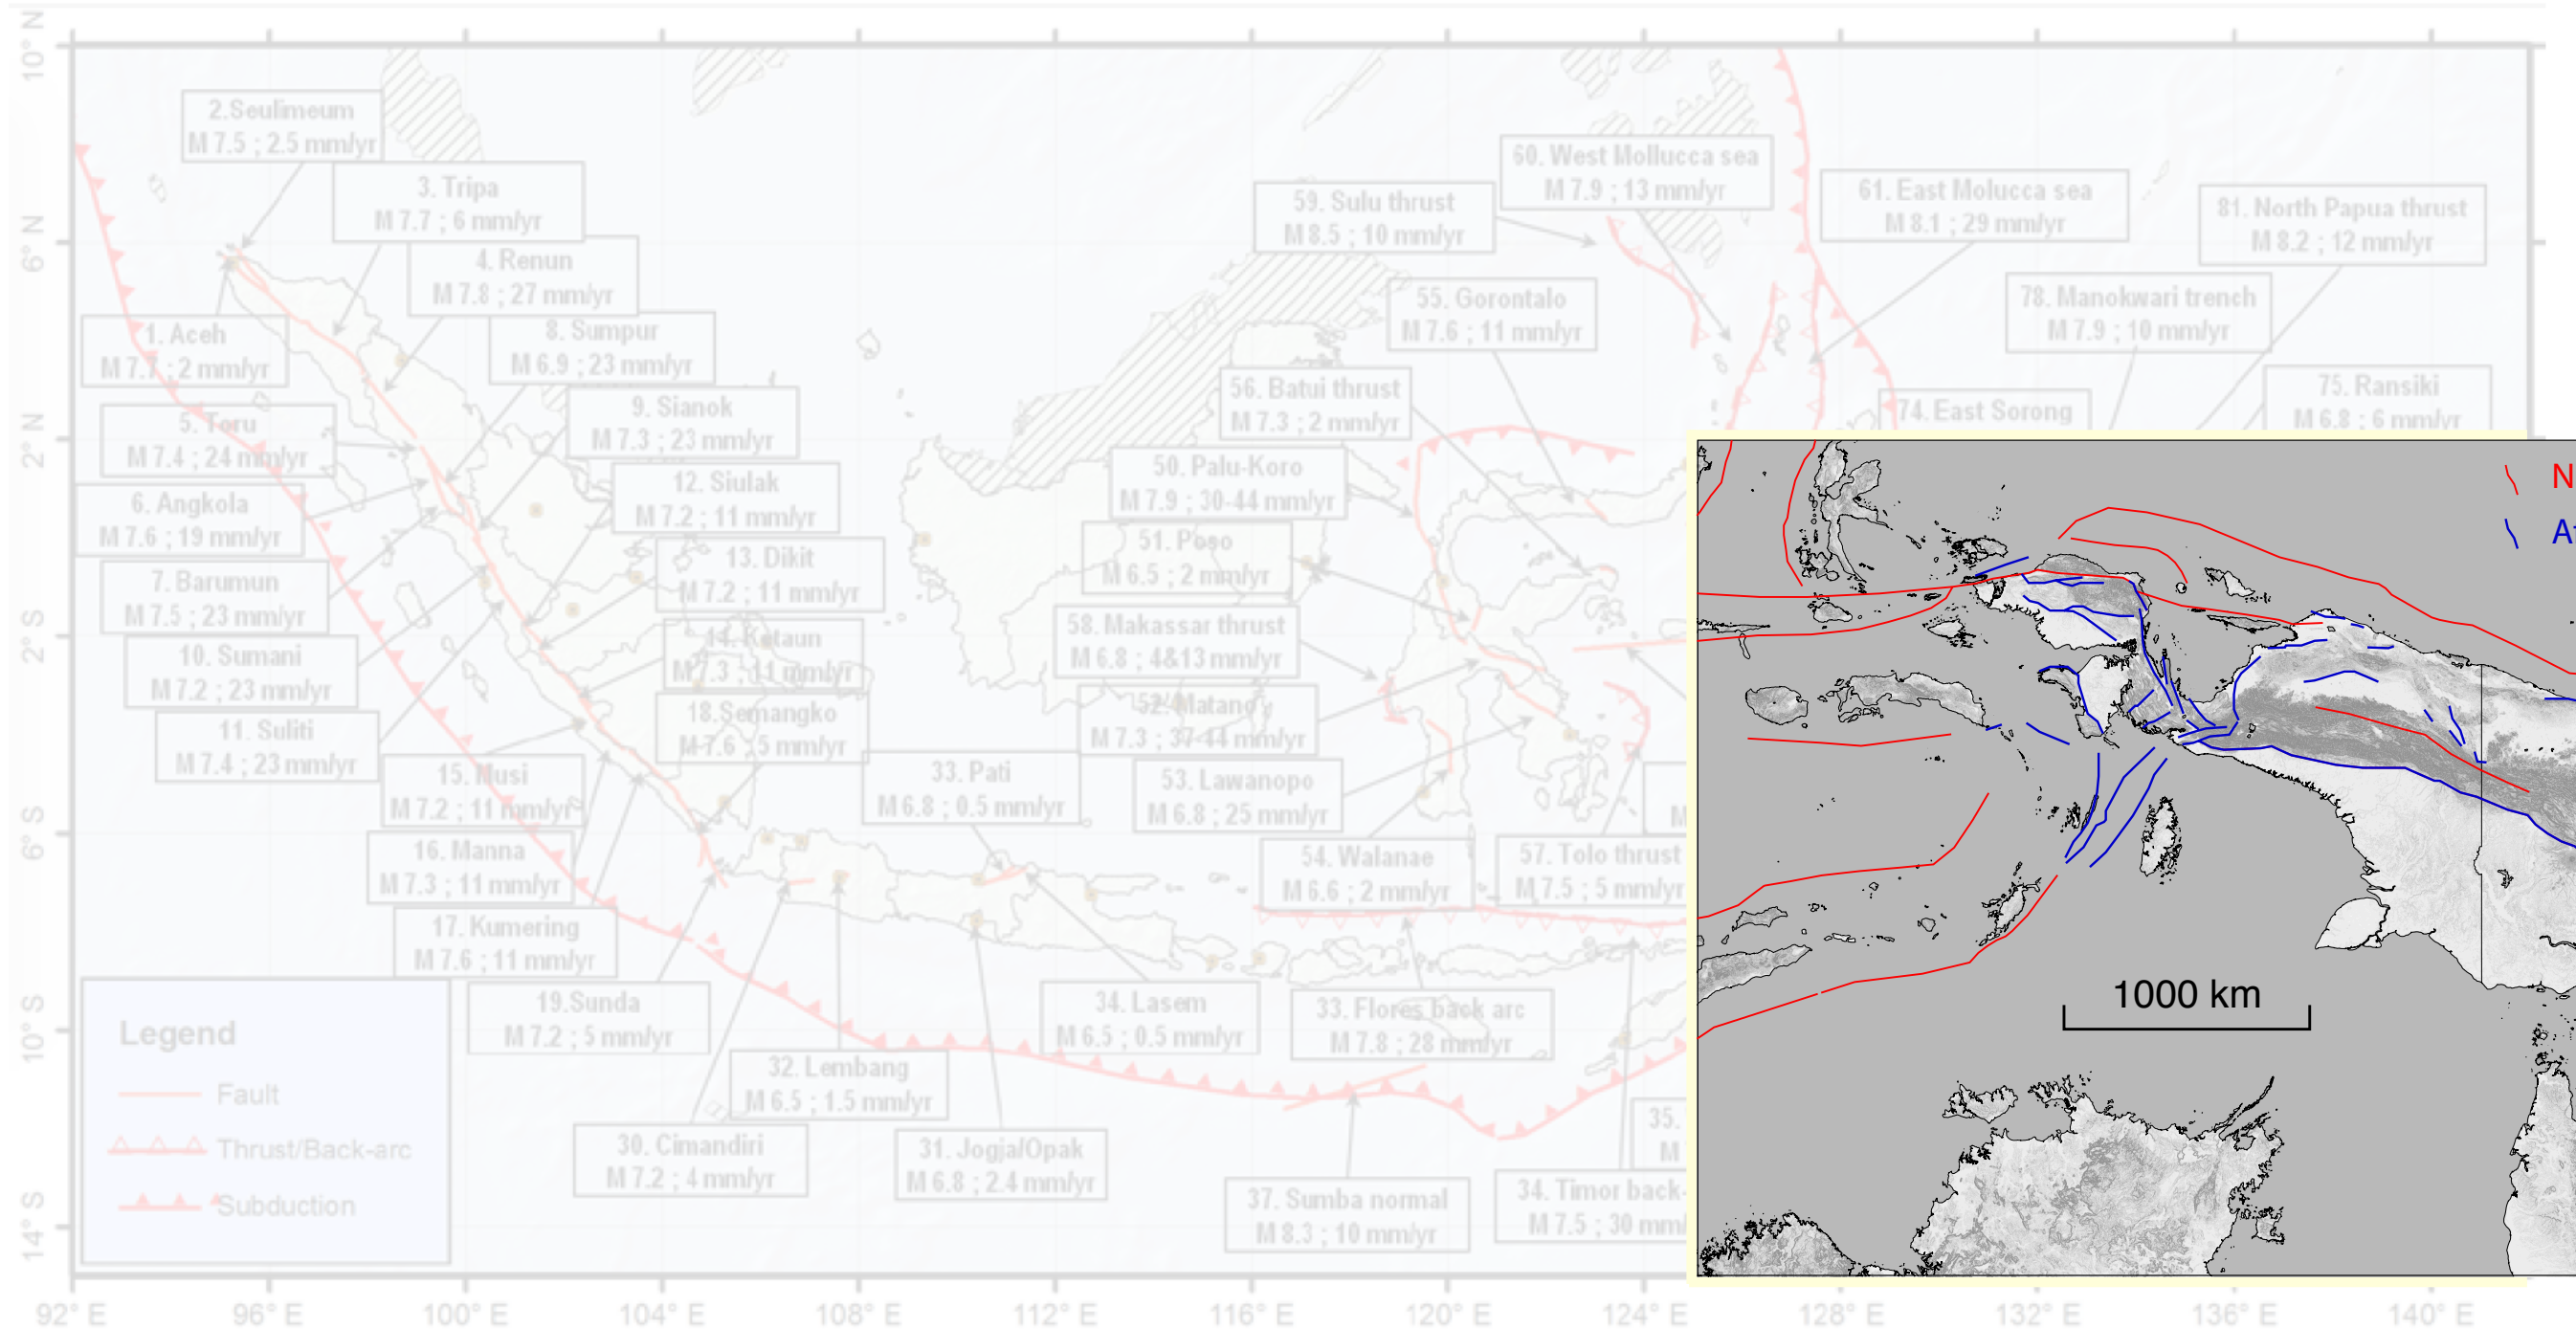 10° N
6° N
2° N
2° S
6° S
10° S
14° S
92° E
96° E
100° E
104° E
108° E
112° E
116° E
120° E
124° E
128° E
132° E
136° E
140° E
2.Seulimeum
M 7.5 ; 2.5 mm/yr
3. Tripa
M 7.7 ; 6 mm/yr
4. Renun
M 7.8 ; 27 mm/yr
1. Aceh
M 7.7 ; 2 mm/yr
8. Sumpur
M 6.9 ; 23 mm/yr
5. Toru
M 7.4 ; 24 mm/yr
9. Sianok
M 7.3 ; 23 mm/yr
6. Angkola
M 7.6 ; 19 mm/yr
12. Siulak
M 7.2 ; 11 mm/yr
7. Barumun
M 7.5 ; 23 mm/yr
13. Dikit
M 7.2 ; 11 mm/yr
10. Sumani
M 7.2 ; 23 mm/yr
14. Ketaun
M 7.3 ; 11 mm/yr
11. Suliti
M 7.4 ; 23 mm/yr
18.Semangko
M 7.6 ; 5 mm/yr
15. Musi
M 7.2 ; 11 mm/yr
16. Manna
M 7.3 ; 11 mm/yr
17. Kumering
M 7.6 ; 11 mm/yr
19.Sunda
M 7.2 ; 5 mm/yr
33. Pati
M 6.8 ; 0.5 mm/yr
34. Lasem
M 6.5 ; 0.5 mm/yr
32. Lembang
M 6.5 ; 1.5 mm/yr
30. Cimandiri
M 7.2 ; 4 mm/yr
31. Jogja/Opak
M 6.8 ; 2.4 mm/yr
60. West Mollucca sea
M 7.9 ; 13 mm/yr
59. Sulu thrust
M 8.5 ; 10 mm/yr
61. East Molucca sea
M 8.1 ; 29 mm/yr
81. North Papua thrust
M 8.2 ; 12 mm/yr
55. Gorontalo
M 7.6 ; 11 mm/yr
78. Manokwari trench
M 7.9 ; 10 mm/yr
56. Batui thrust
M 7.3 ; 2 mm/yr
74. East Sorong
75. Ransiki
M 6.8 ; 6 mm/yr
50. Palu-Koro
M 7.9 ; 30-44 mm/yr
51. Poso
M 6.5 ; 2 mm/yr
58. Makassar thrust
M 6.8 ; 4&13 mm/yr
52. Matano
M 7.3 ; 37-44 mm/yr
53. Lawanopo
M 6.8 ; 25 mm/yr
54. Walanae
M 6.6 ; 2 mm/yr
57. Tolo thrust
M 7.5 ; 5 mm/yr
M
33. Flores back arc
M 7.8 ; 28 mm/yr
35.
M
37. Sumba normal
M 8.3 ; 10 mm/yr
34. Timor back-
M 7.5 ; 30 mm/
Legend
Fault
Thrust/Back-arc
Subduction
N
1000 km